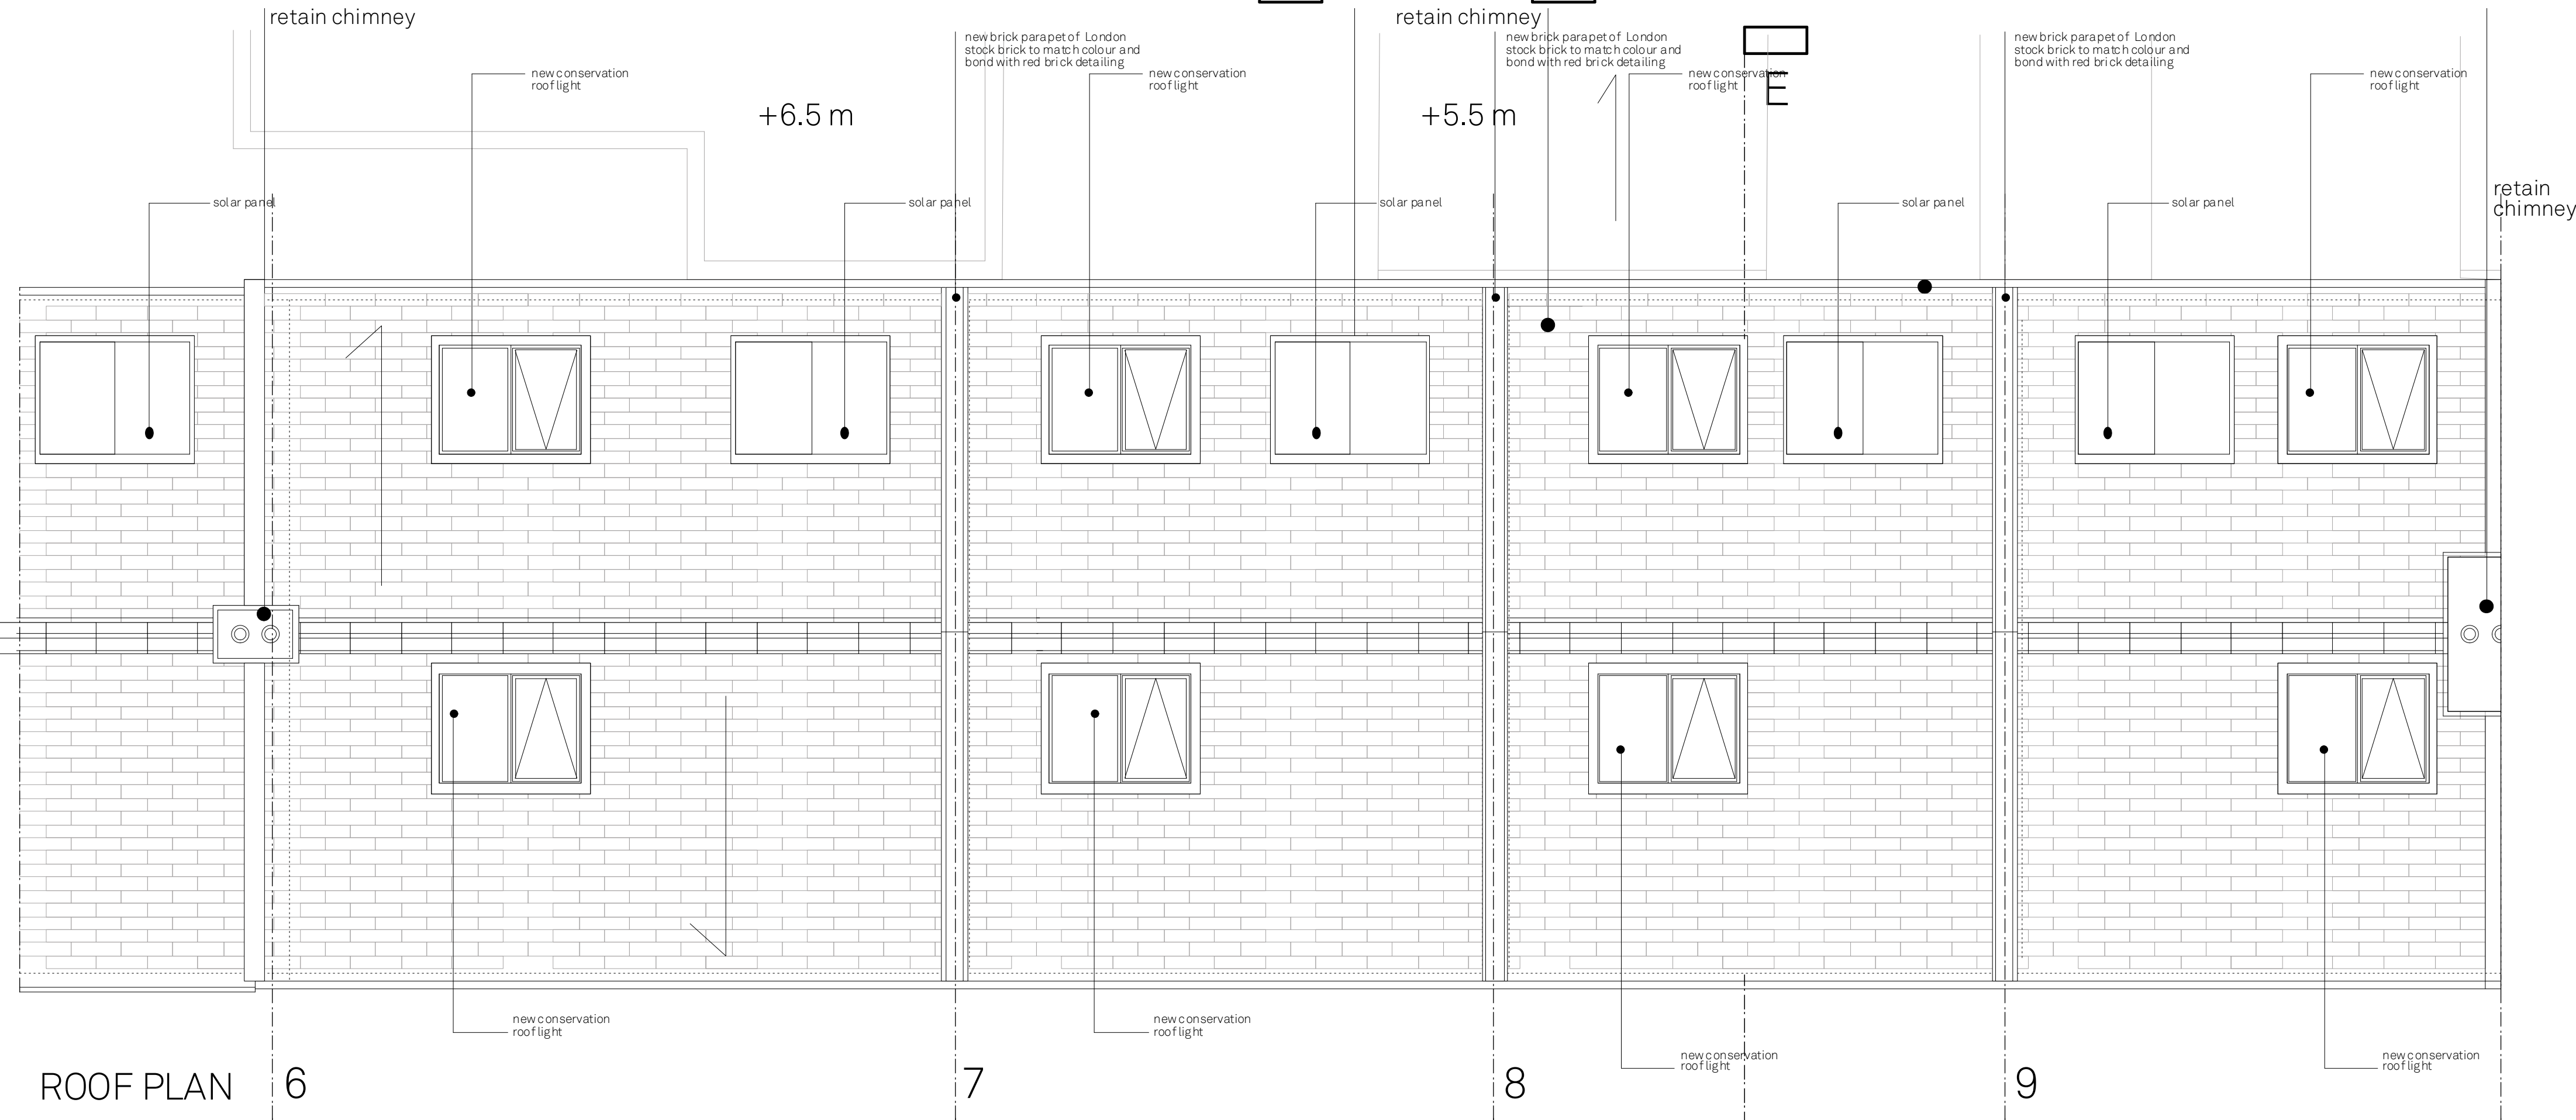 retain chimney
retain chimney
new brick parapet of London
stock brick to match colour and
bond with red brick detailing
new brick parapet of London
stock brick to match colour and
bond with red brick detailing
new brick parapet of London
stock brick to match colour and
bond with red brick detailing
new conservation
roof light
new conservation
roof light
new conservation
roof light
new conservation
roof light
E
+6.5 m
+5.5 m
retain
chimney
solar panel
solar panel
solar panel
solar panel
solar panel
new conservation
roof light
new conservation
roof light
new conservation
roof light
new conservation
roof light
ROOF PLAN
6
7
8
9